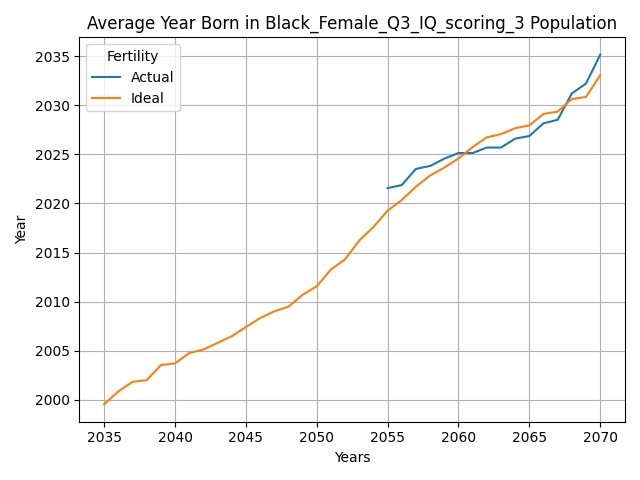 Average Year Born in Black_Female_Q3_IQ_scoring_3 Population
Fertility
Actual
Ideal
Year
2035
2030
2025
2020
2015
2010
2005
2000
2035 2040 2045 2050 2055 2060 2065 2070
Years